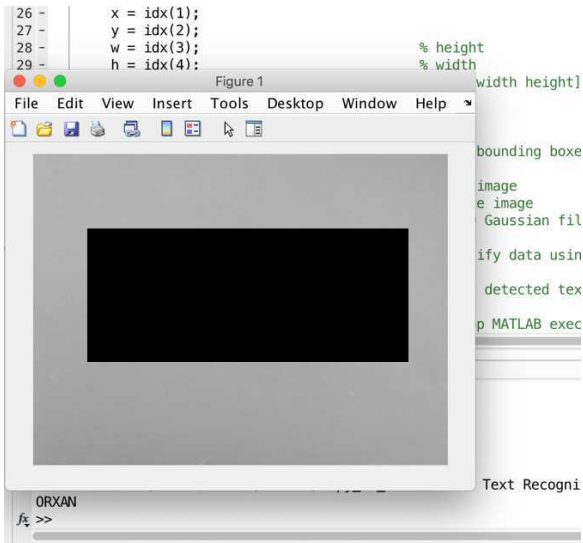 26 -
x = idx(1);
27 -
y = idx(2);
28 -
w = idx(3);
% height
29 -
h = idx(4);
% width
Figure 1
width height]
File Edit View Insert Tools Desktop Window Help
bounding boxe
image
e image
Gaussian fil
ify data usin
detected tex
p MATLAB exec
Text Recogni
ORXAN
fx >>